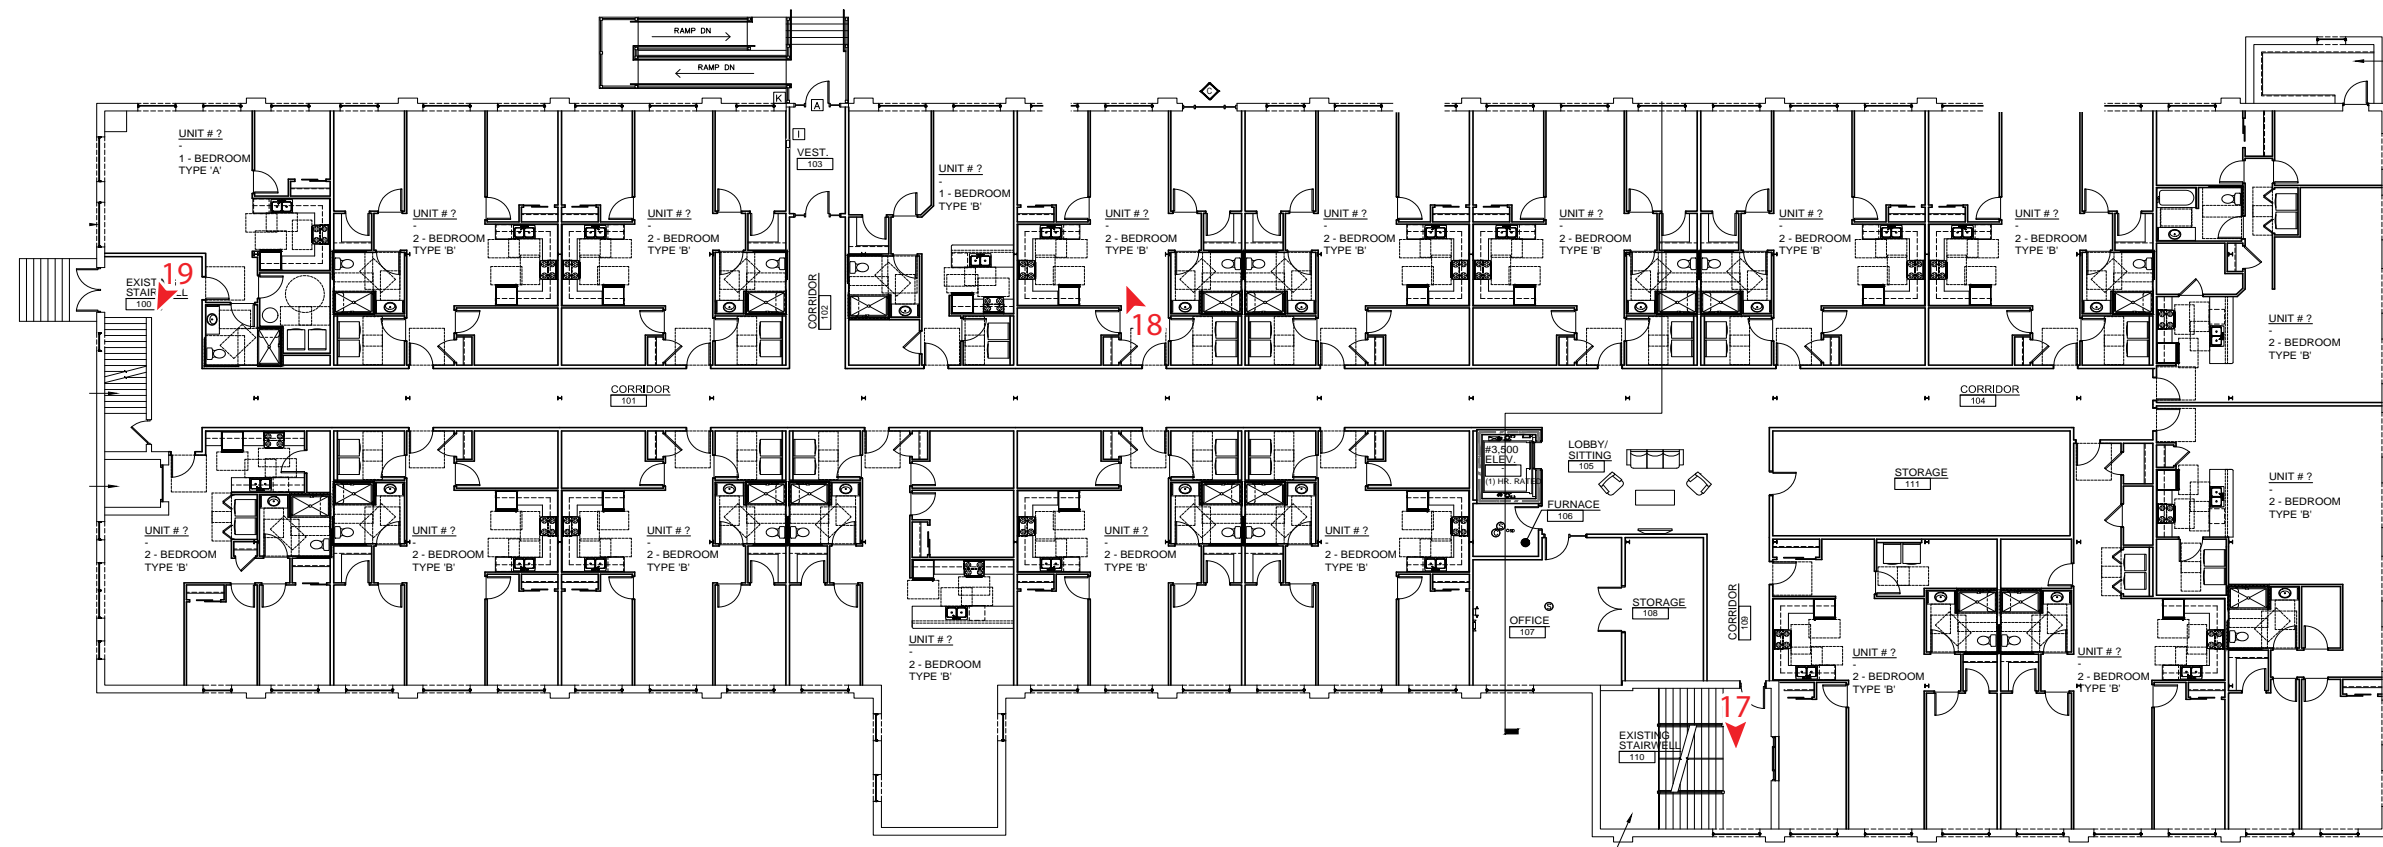 RAMP DN
RAMP DN
K
A
C
I
VEST.
103
UNIT # ?
-
1 - BEDROOM
TYPE 'A'
UNIT # ?
-
1 - BEDROOM
TYPE 'B'
UNIT # ?
-
2 - BEDROOM
TYPE 'B'
UNIT # ?
-
2 - BEDROOM
TYPE 'B'
UNIT # ?
-
2 - BEDROOM
TYPE 'B'
UNIT # ?
-
2 - BEDROOM
TYPE 'B'
UNIT # ?
-
2 - BEDROOM
TYPE 'B'
UNIT # ?
-
2 - BEDROOM
TYPE 'B'
UNIT # ?
-
2 - BEDROOM
TYPE 'B'
19
EXISTING
STAIRWELL
100
CORRIDOR
102
18
UNIT # ?
-
2 - BEDROOM
TYPE 'B'
CORRIDOR
101
CORRIDOR
104
#3,500
ELEV.
-
(1) HR. RATED
LOBBY/
SITTING
105
STORAGE
111
FURNACE
106
S
C
S
UNIT # ?
-
2 - BEDROOM
TYPE 'B'
UNIT # ?
-
2 - BEDROOM
TYPE 'B'
UNIT # ?
-
2 - BEDROOM
TYPE 'B'
UNIT # ?
-
2 - BEDROOM
TYPE 'B'
UNIT # ?
-
2 - BEDROOM
TYPE 'B'
UNIT # ?
-
2 - BEDROOM
TYPE 'B'
UNIT # ?
-
2 - BEDROOM
TYPE 'B'
OFFICE
107
STORAGE
108
CORRIDOR
109
UNIT # ?
-
2 - BEDROOM
TYPE 'B'
UNIT # ?
-
2 - BEDROOM
TYPE 'B'
17
EXISTING
STAIRWELL
110